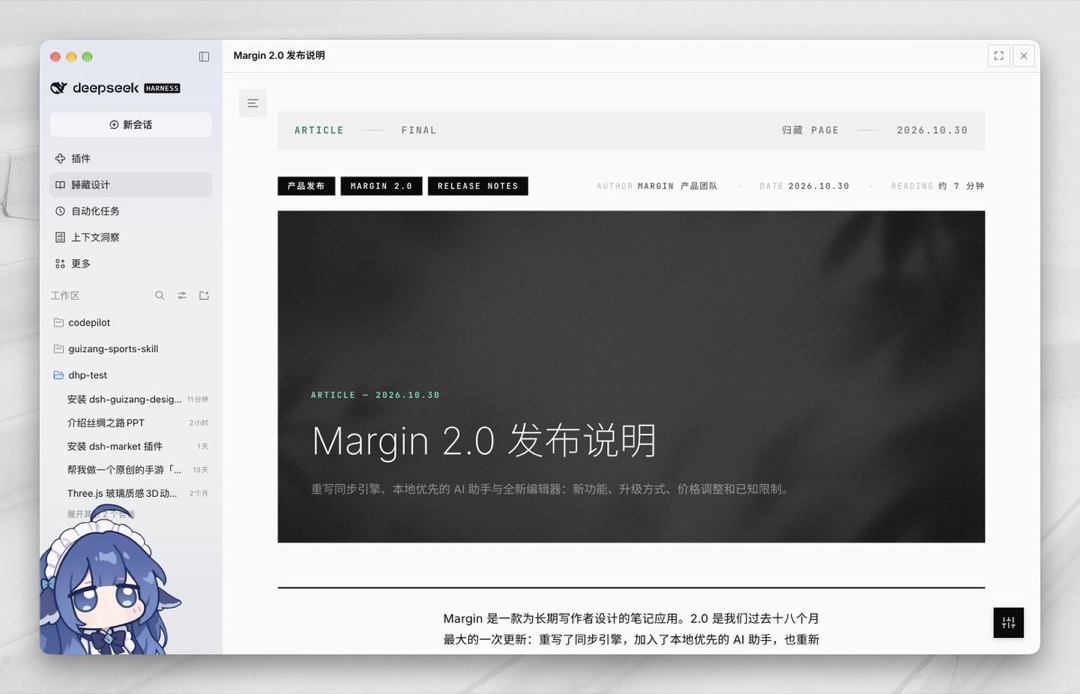 Margin 2.0 发布说明
deepseek HARNESS
新会话
插件
歸藏设计
自动化任务
上下文洞察
更多
工作区
codepilot
guizang-sports-skill
dhp-test
安装 dsh-guizang-desig... 11分钟
介绍丝绸之路PPT 2小时
安装 dsh-market 插件 1天
帮我做一个原创的手游「... 13天
Three.js 玻璃质感3D动... 2个月
展开其 2 个会话
ARTICLE FINAL 归藏 PAGE 2026.10.30
产品发布 MARGIN 2.0 RELEASE NOTES AUTHOR MARGIN 产品团队 · DATE 2026.10.30 · READING 约 7 分钟
ARTICLE — 2026.10.30
Margin 2.0 发布说明
重写同步引擎、本地优先的 AI 助手与全新编辑器：新功能、升级方式、价格调整和已知限制。
Margin 是一款为长期写作者设计的笔记应用。2.0 是我们过去十八个月
最大的一次更新：重写了同步引擎，加入了本地优先的 AI 助手，也重新